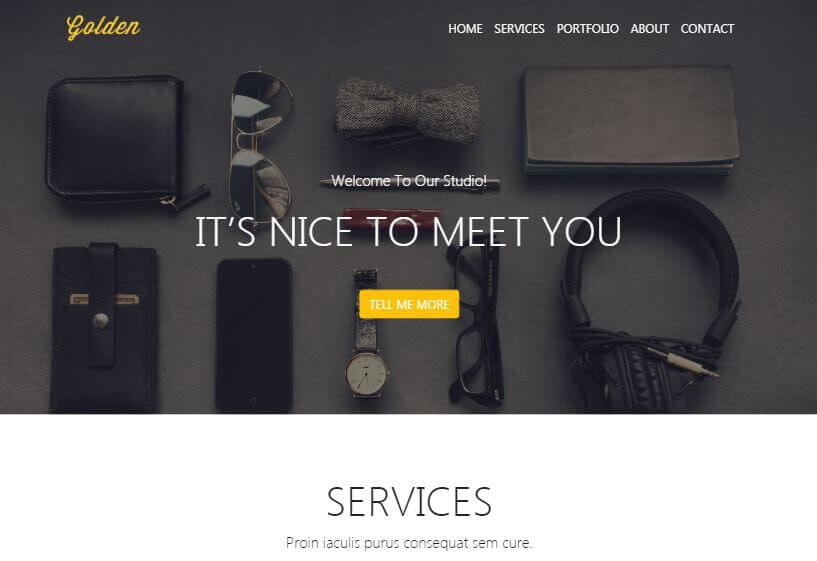 Golden
HOME SERVICES PORTFOLIO ABOUT CONTACT
Welcome To Our Studio!
IT'S NICE TO MEET YOU
TELL ME MORE
SERVICES
Proin iaculis purus consequat sem cure.